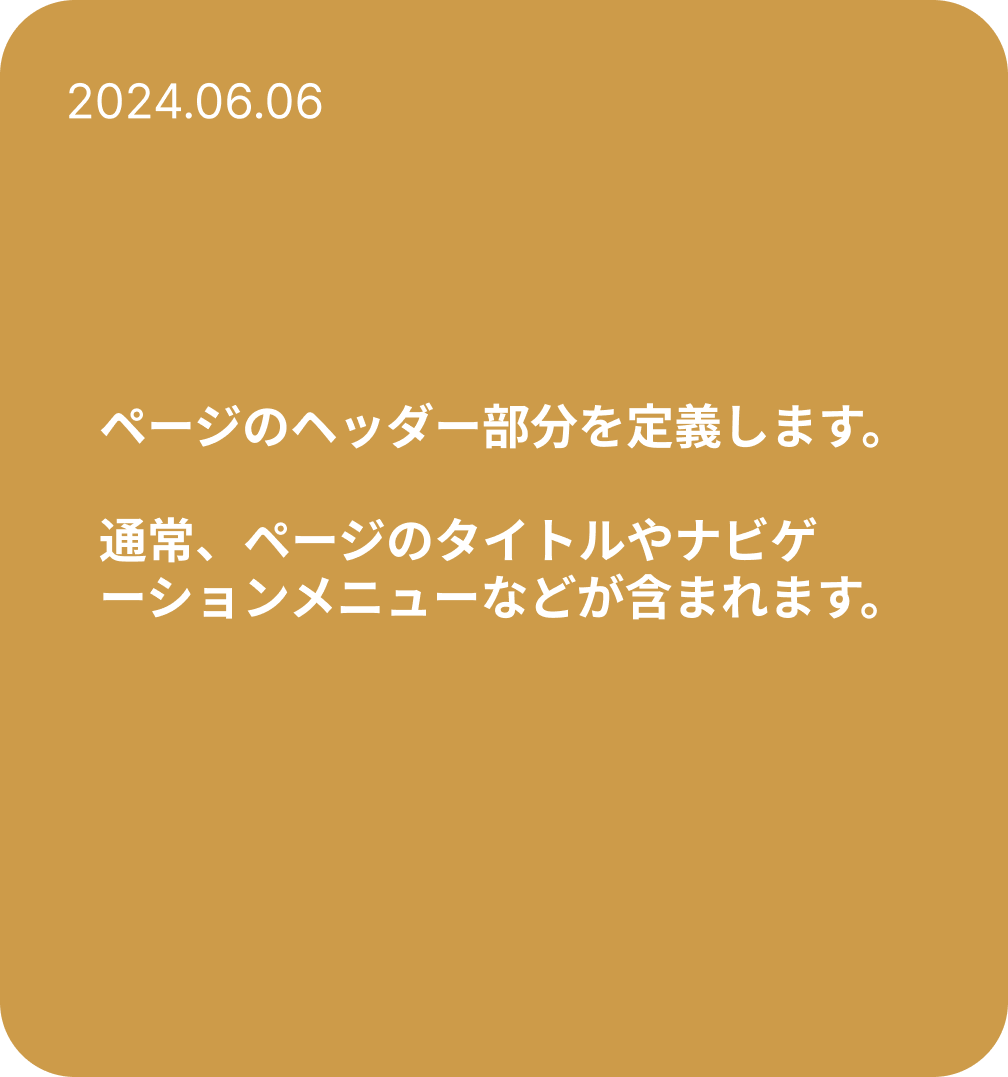 2024.06.06
ページのヘッダー部分を定義します。
通常、ページのタイトルやナビゲ
ーションメニューなどが含まれます。